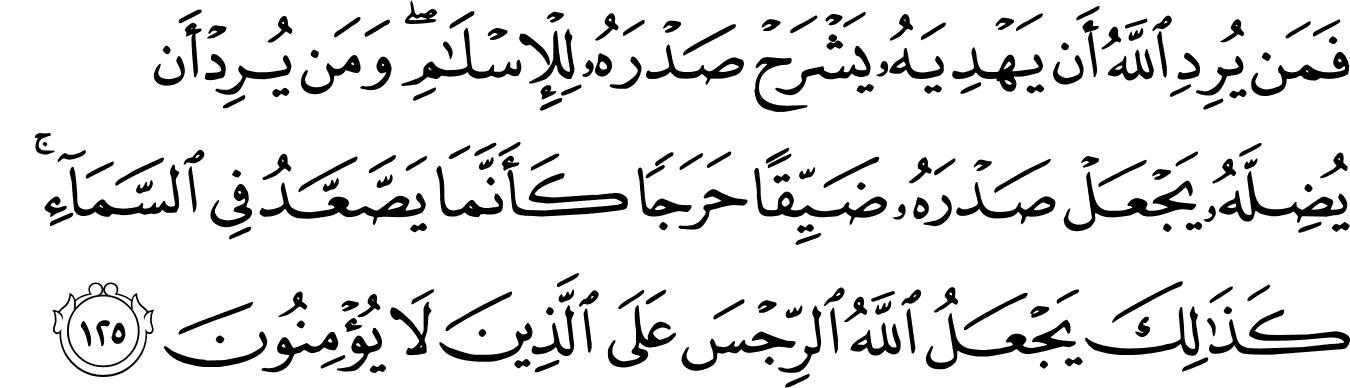 فَمَن يُرِدِ ٱللَّهُ أَن يَهْدِيَهُۥ يَشْرَحْ صَدْرَهُۥ لِلْإِسْلَـٰمِ ۖ وَمَن يُرِدْ أَن
يُضِلَّهُۥ يَجْعَلْ صَدْرَهُۥ ضَيِّقًا حَرَجًا كَأَنَّمَا يَصَّعَّدُ فِي ٱلسَّمَآءِ ۚ
كَذَٰلِكَ يَجْعَلُ ٱللَّهُ ٱلرِّجْسَ عَلَى ٱلَّذِينَ لَا يُؤْمِنُونَ ١٢٥